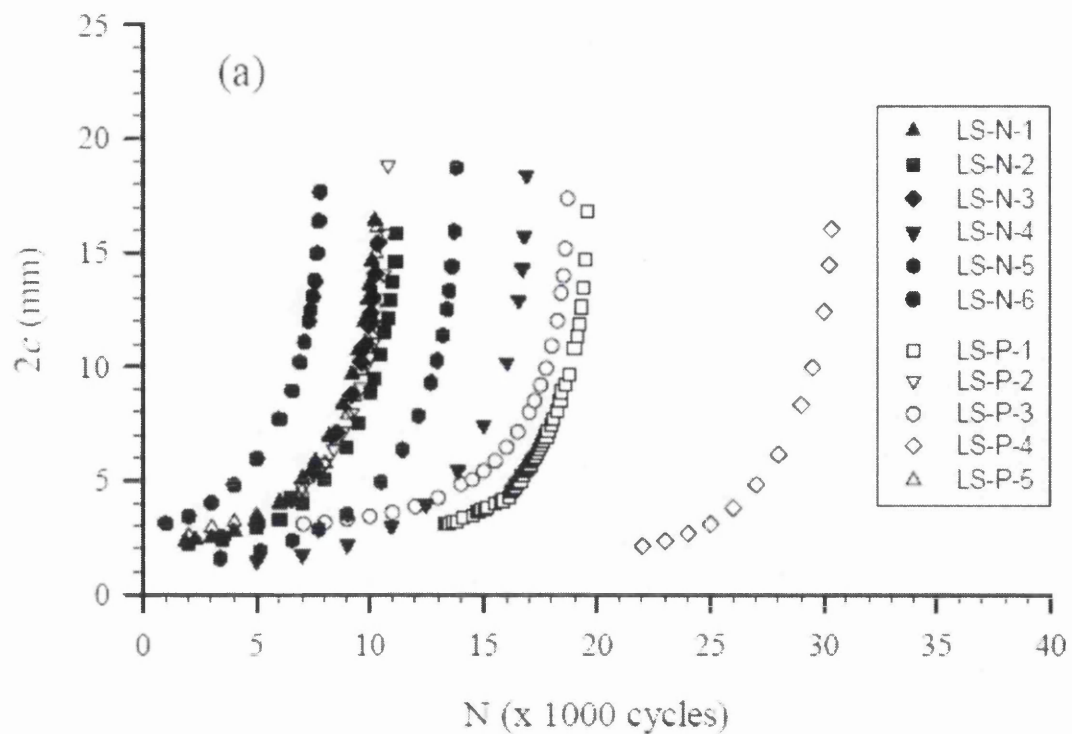 (a)
25
20
15
10
5
0
2c (mm)
0 5 10 15 20 25 30 35 40
N (x 1000 cycles)
LS-N-1
LS-N-2
LS-N-3
LS-N-4
LS-N-5
LS-N-6
LS-P-1
LS-P-2
LS-P-3
LS-P-4
LS-P-5